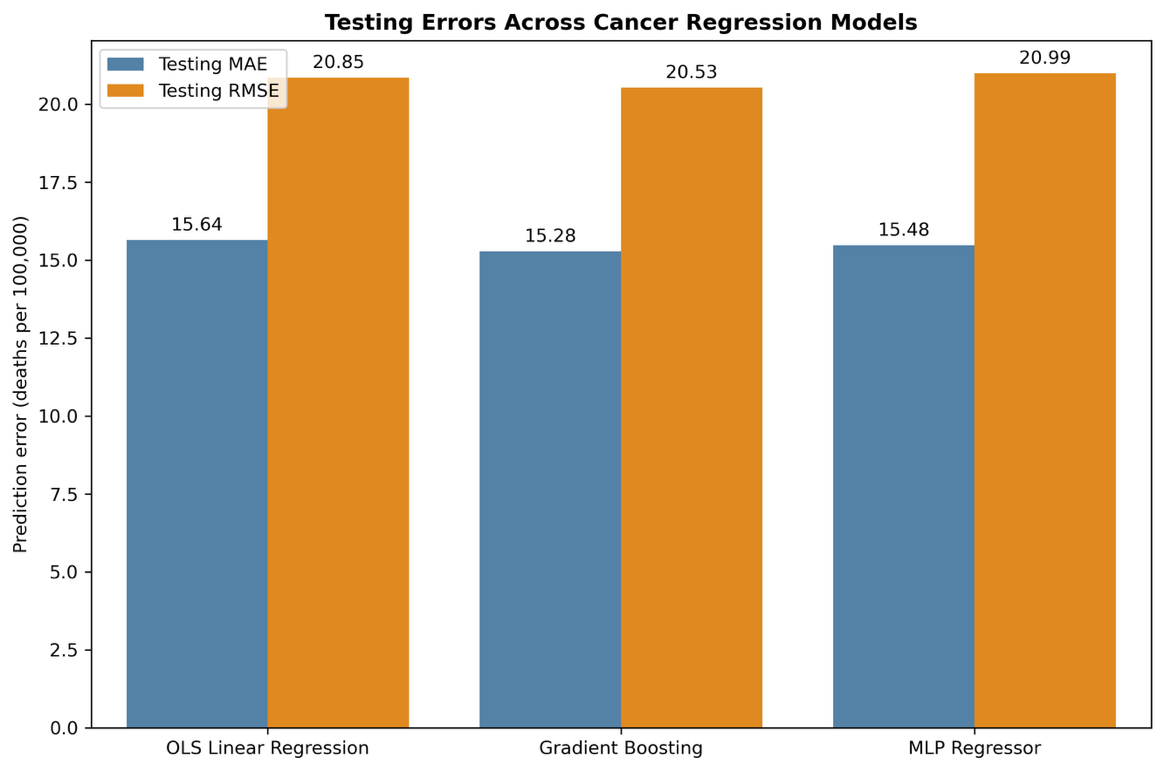 Testing Errors Across Cancer Regression Models
Testing MAE
Testing RMSE
20.85
20.53
20.99
15.64
15.28
15.48
Prediction error (deaths per 100,000)
20.0
17.5
15.0
12.5
10.0
7.5
5.0
2.5
0.0
OLS Linear Regression
Gradient Boosting
MLP Regressor